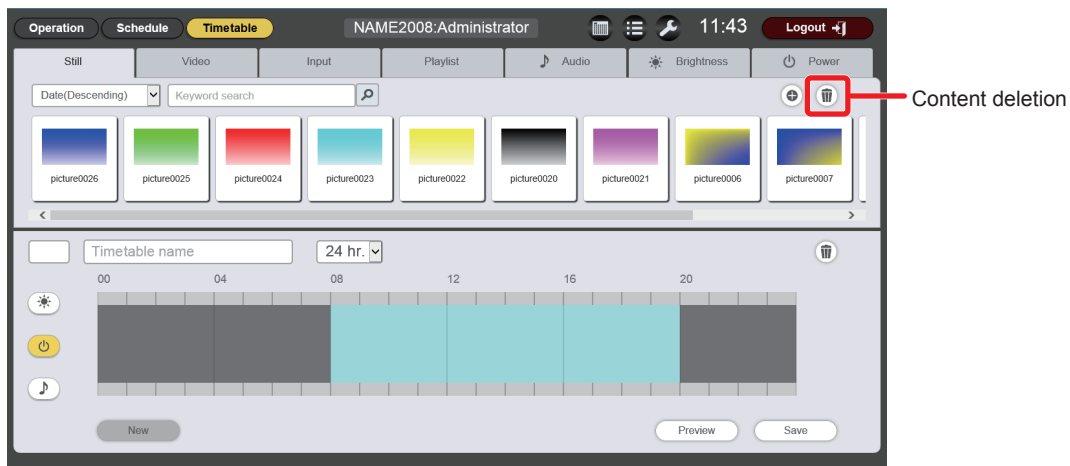 Operation Schedule Timetable NAME2008:Administrator 11:43 Logout
Still Video Input Playlist Audio Brightness Power
Date(Descending) Keyword search
Content deletion
picture0026 picture0025 picture0024 picture0023 picture0022 picture0020 picture0021 picture0006 picture0007
Timetable name 24 hr.
00 04 08 12 16 20
New Preview Save